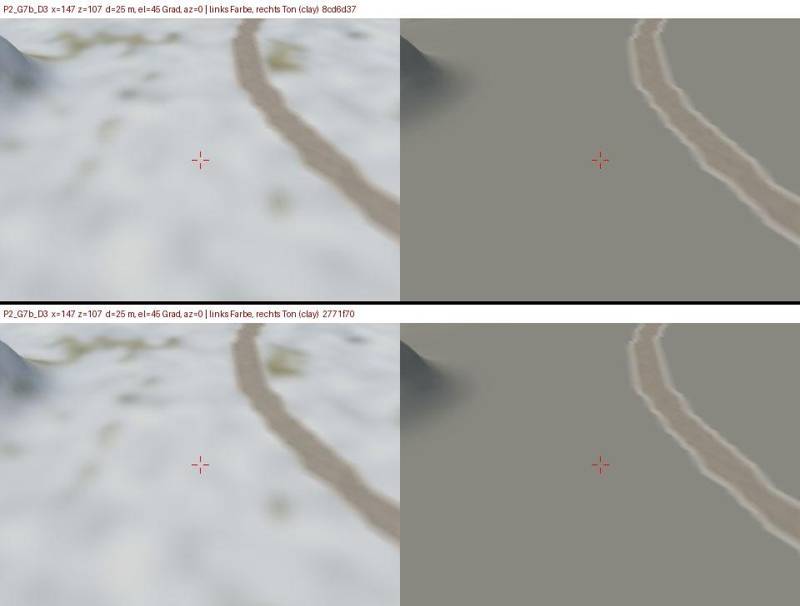 P2_G7b_D3 x=147 z=107 d=25 m, el=45 Grad, az=0 | links Farbe, rechts Ton (clay) 8cd6d37
P2_G7b_D3 x=147 z=107 d=25 m, el=45 Grad, az=0 | links Farbe, rechts Ton (clay) 2771f70